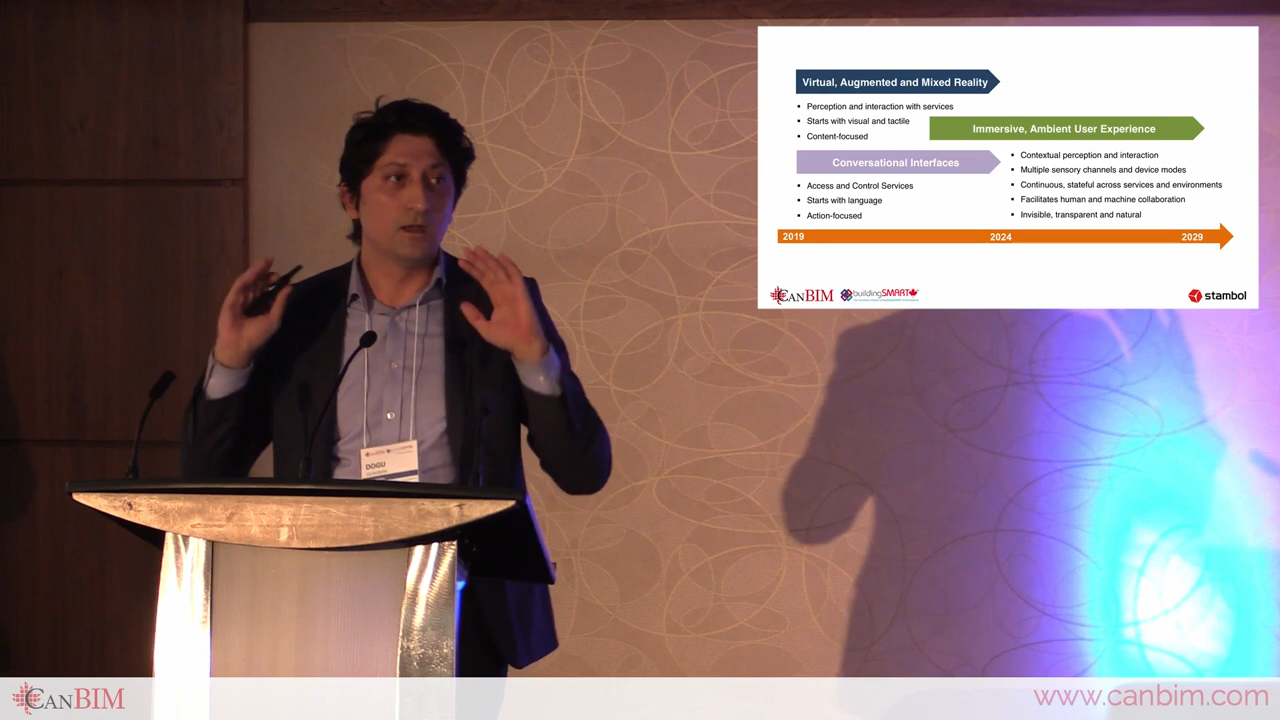 Virtual, Augmented and Mixed Reality
▪ Perception and interaction with services
▪ Starts with visual and tactile
▪ Content-focused
Immersive, Ambient User Experience
Conversational Interfaces
▪ Access and Control Services
▪ Starts with language
▪ Action-focused
▪ Contextual perception and interaction
▪ Multiple sensory channels and device modes
▪ Continuous, stateful across services and environments
▪ Facilitates human and machine collaboration
▪ Invisible, transparent and natural
2019 2024 2029
CANBIM buildingSMART stambol
DOGU
CANBIM www.canbim.com